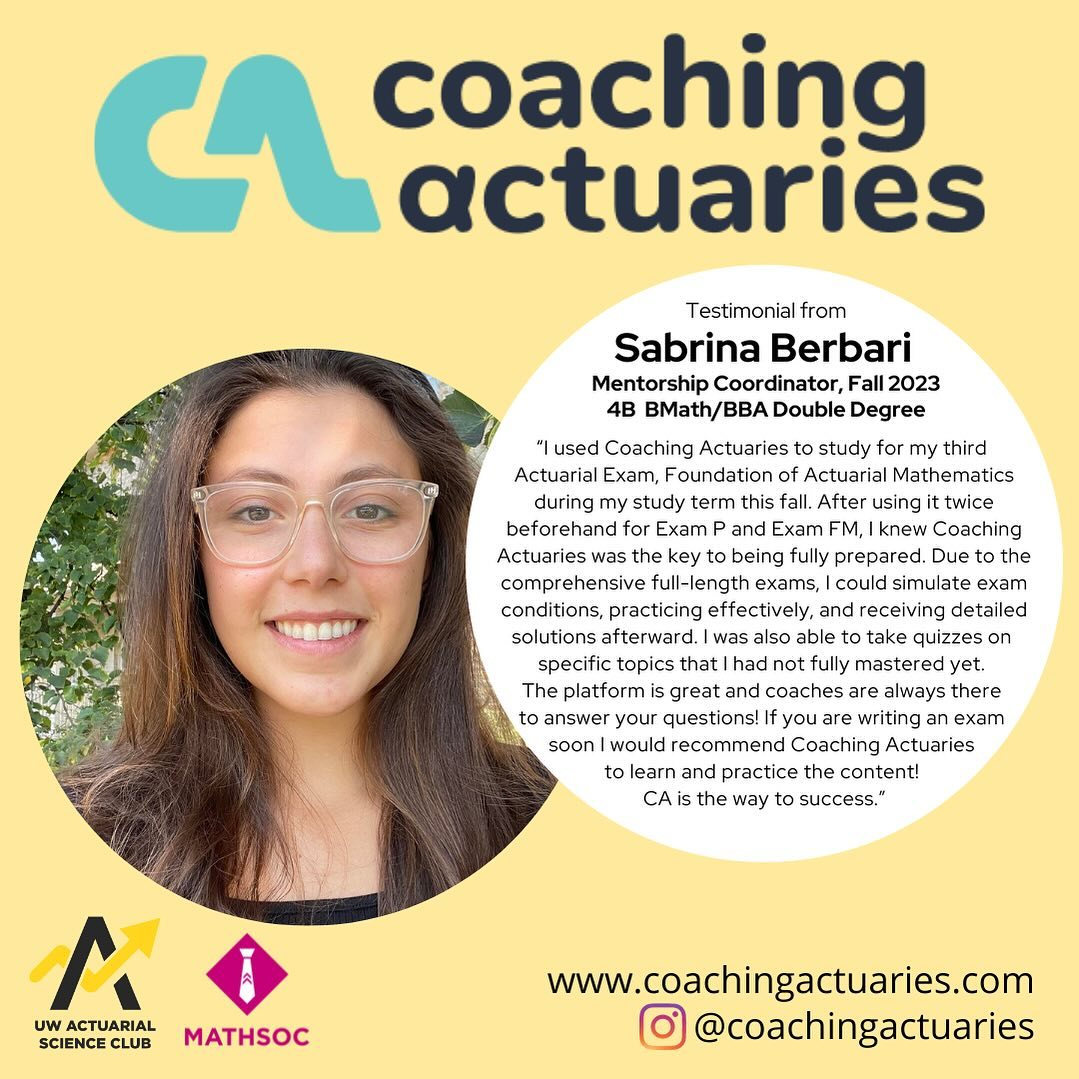 CA
coaching
actuaries
Testimonial from
Sabrina Berbari
Mentorship Coordinator, Fall 2023
4B BMath/BBA Double Degree
“I used Coaching Actuaries to study for my third
Actuarial Exam, Foundation of Actuarial Mathematics
during my study term this fall. After using it twice
beforehand for Exam P and Exam FM, I knew Coaching
Actuaries was the key to being fully prepared. Due to the
comprehensive full-length exams, I could simulate exam
conditions, practicing effectively, and receiving detailed
solutions afterward. I was also able to take quizzes on
specific topics that I had not fully mastered yet.
The platform is great and coaches are always there
to answer your questions! If you are writing an exam
soon I would recommend Coaching Actuaries
to learn and practice the content!
CA is the way to success.”
UW ACTUARIAL
SCIENCE CLUB
MATHSOC
www.coachingactuaries.com
@coachingactuaries